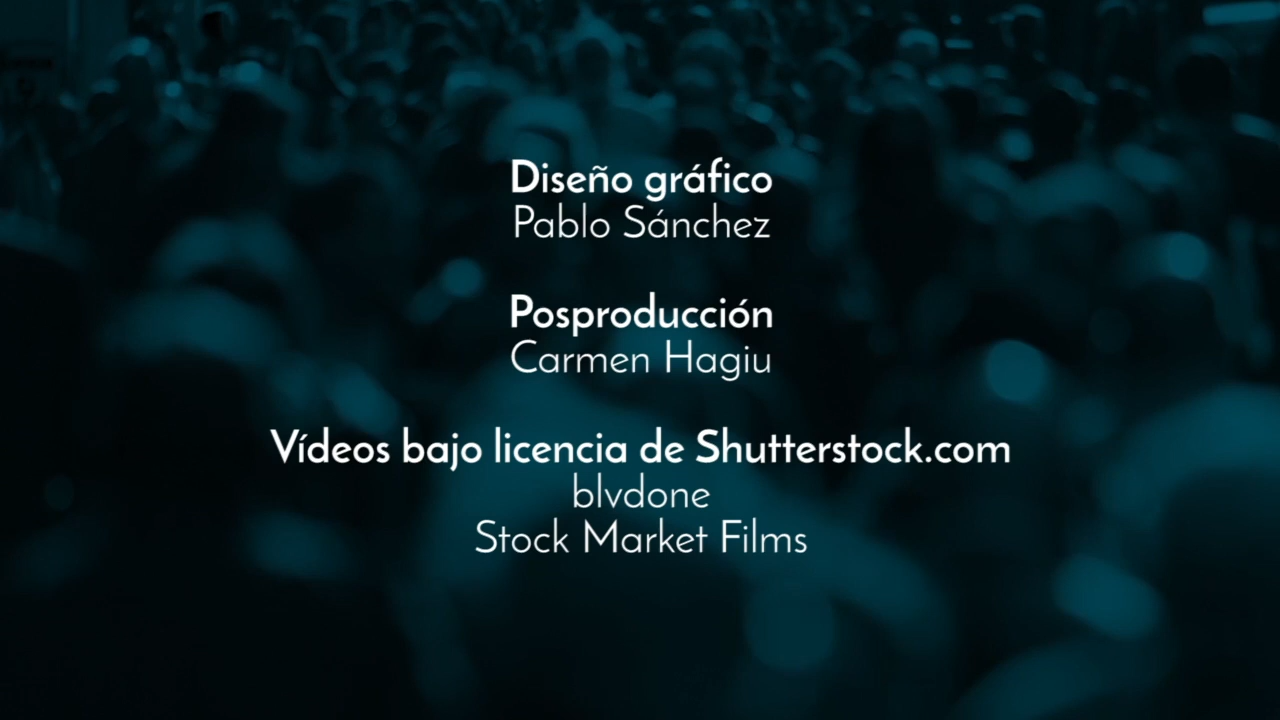 Diseño gráfico
Pablo Sánchez
Posproducción
Carmen Hagiu
Vídeos bajo licencia de Shutterstock.com
blvdone
Stock Market Films